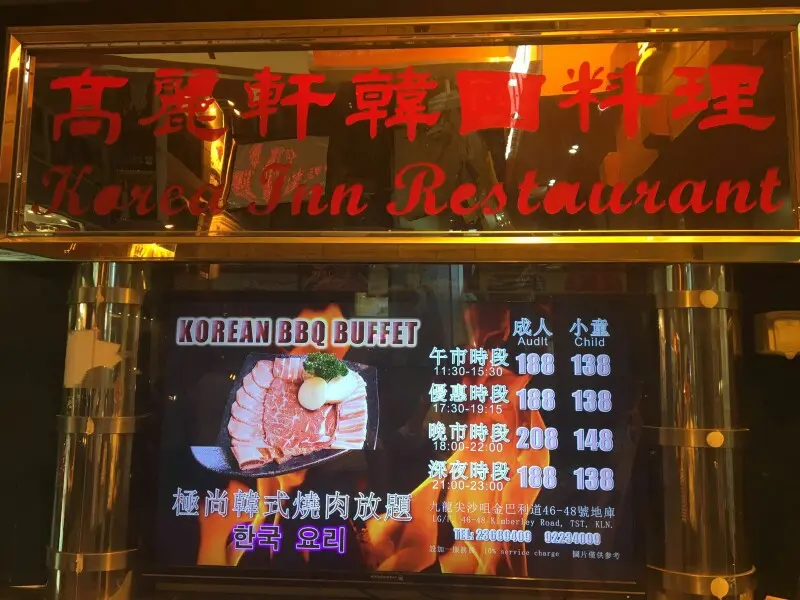 高麗軒韓国料理
Korea Inn Restaurant
KOREAN BBQ BUFFET
成人 小童
Audlt Child
午市時段 188 138
11:30-15:30
優惠時段 188 138
17:30-19:15
晚市時段 208 148
18:00-22:00
深夜時段 188 138
21:00-23:00
極尚韓式燒肉放題
한국 요리
九龍尖沙咀金巴利道46-48號地庫
LG/F, 46-48 Kimberley Road, TST, KLN.
TEL:
10% service charge 圖片僅供參考